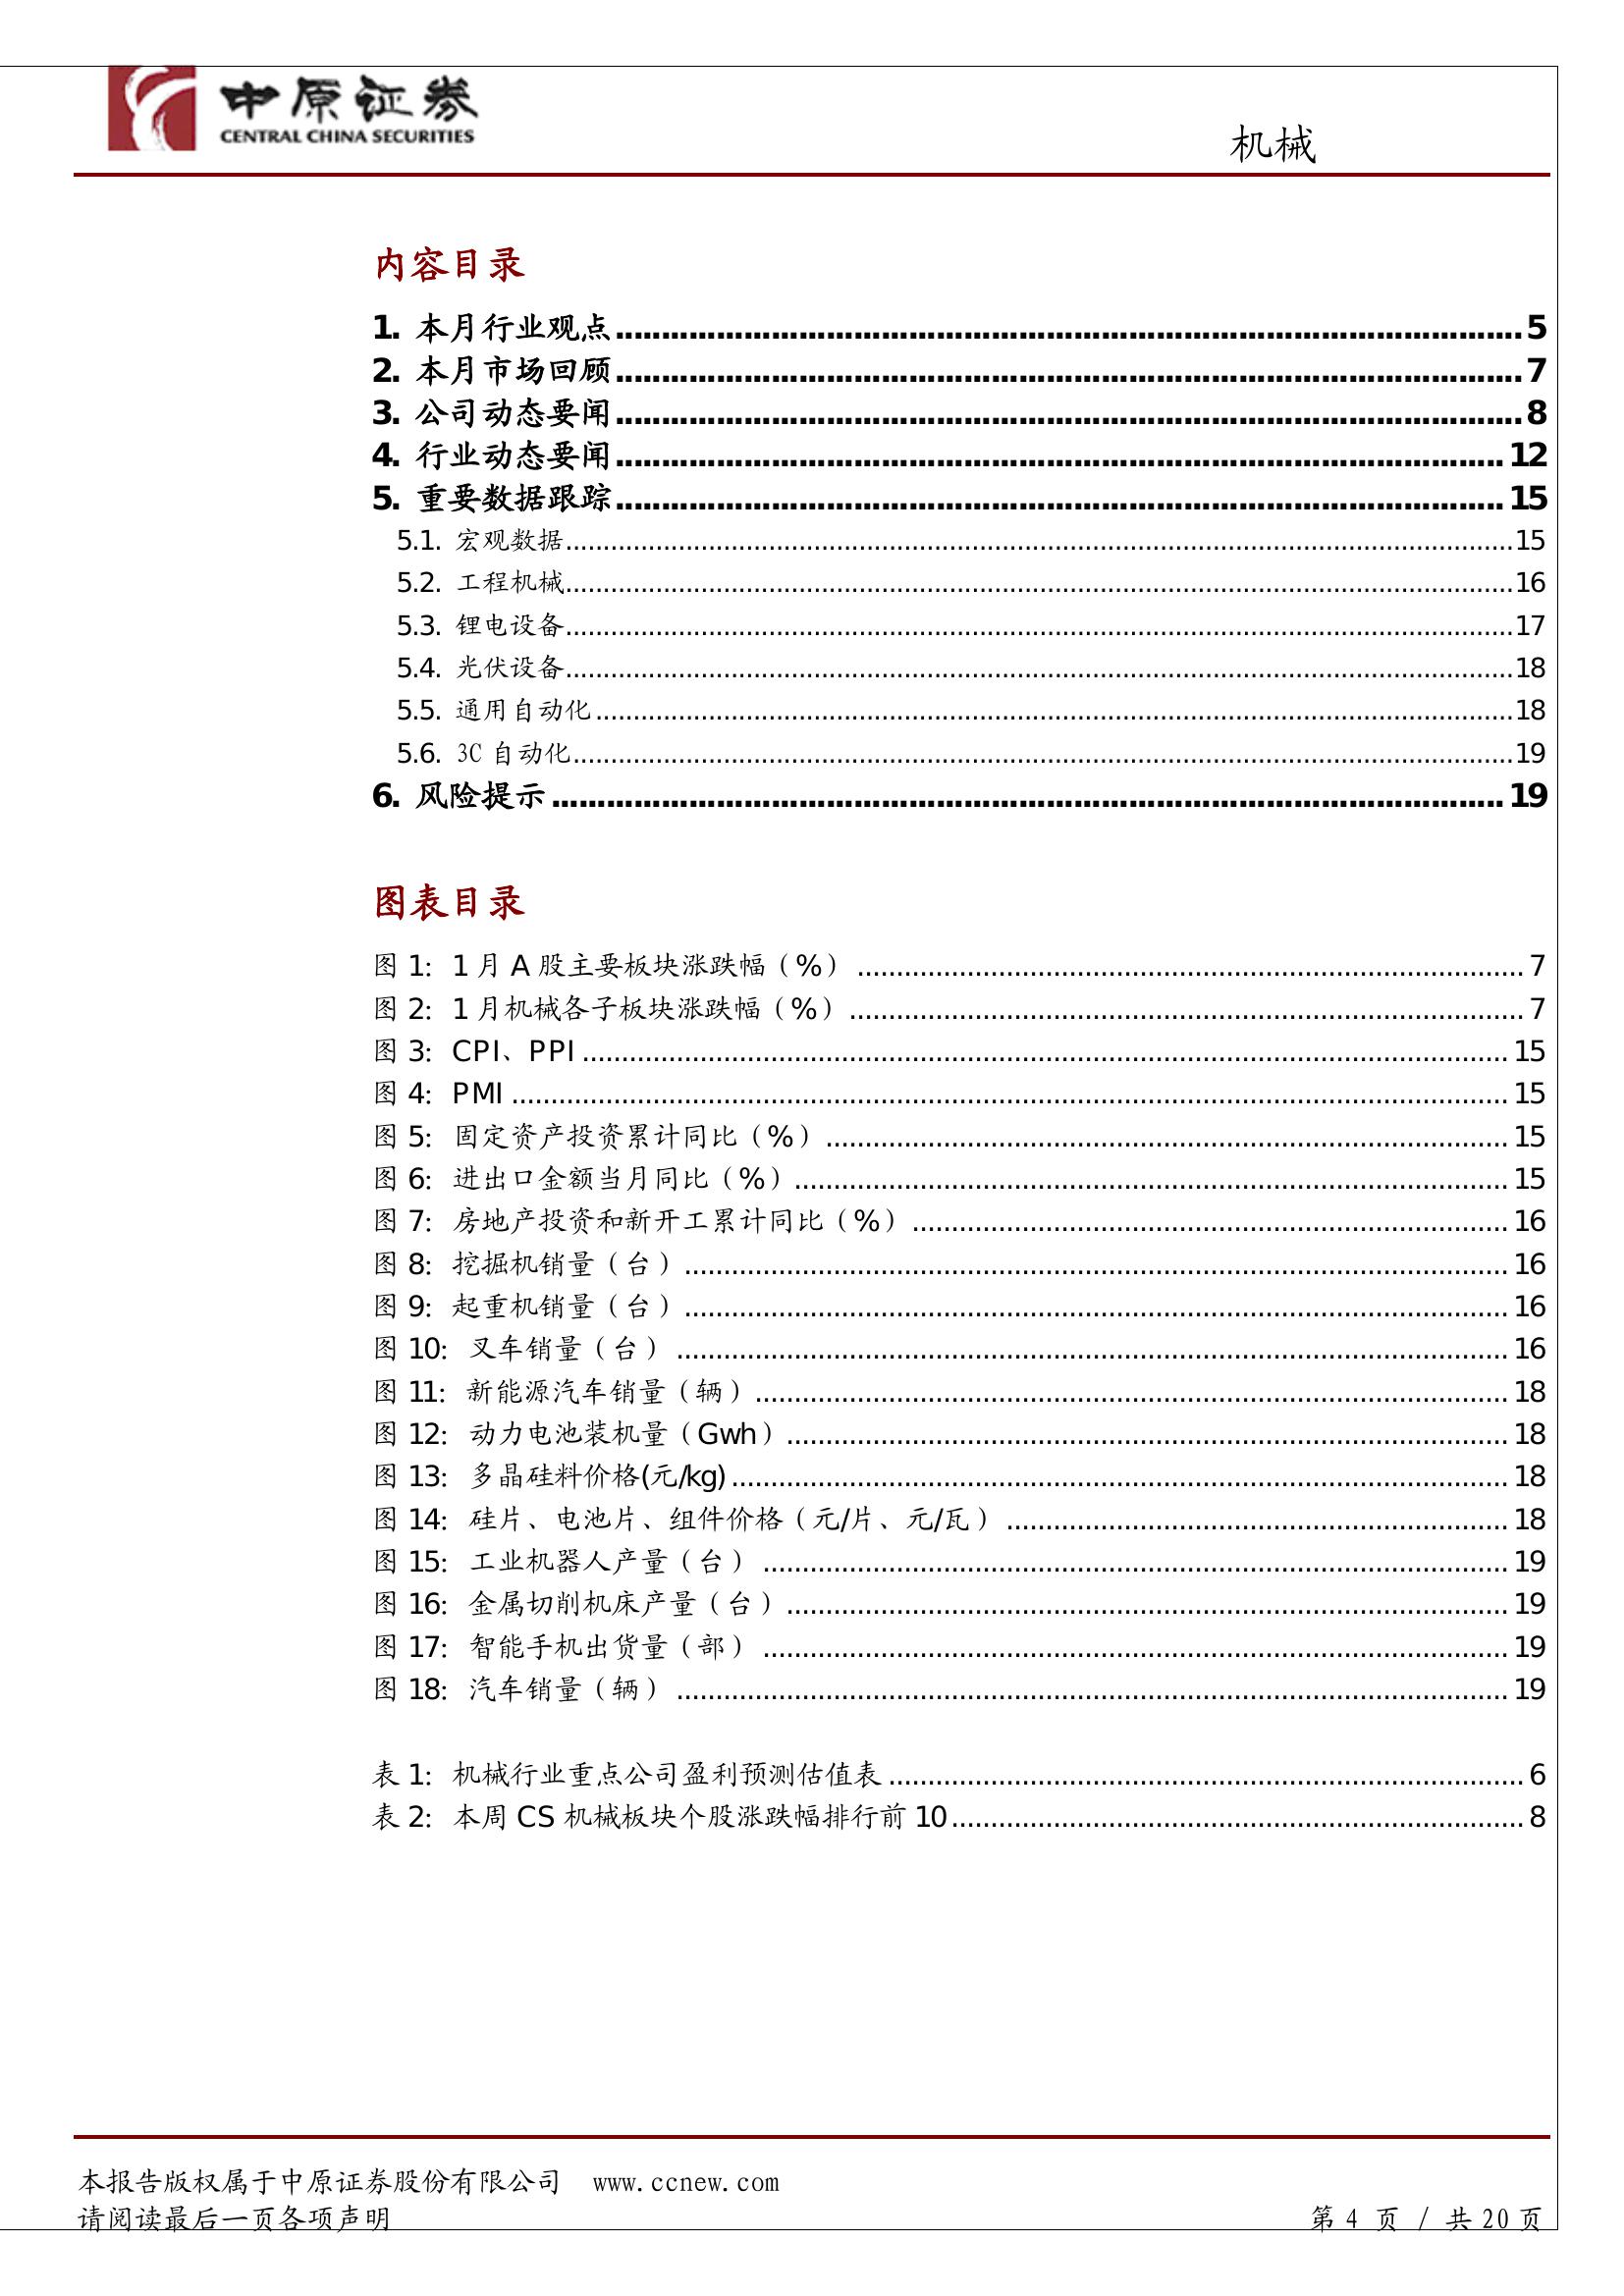 中原证券
CENTRAL CHINA SECURITIES
机械
内容目录
1. 本月行业观点........................................5
2. 本月市场回顾........................................7
3. 公司动态要闻........................................8
4. 行业动态要闻........................................12
5. 重要数据跟踪........................................15
5.1. 宏观数据........................................15
5.2. 工程机械........................................16
5.3. 锂电设备........................................17
5.4. 光伏设备........................................18
5.5. 通用自动化........................................18
5.6. 3C 自动化........................................19
6. 风险提示........................................19
图表目录
图 1: 1 月 A 股主要板块涨跌幅（%）........................................7
图 2: 1 月机械各子板块涨跌幅（%）........................................7
图 3: CPI、PPI........................................15
图 4: PMI........................................15
图 5: 固定资产投资累计同比（%）........................................15
图 6: 进出口金额当月同比（%）........................................15
图 7: 房地产投资和新开工累计同比（%）........................................16
图 8: 挖掘机销量（台）........................................16
图 9: 起重机销量（台）........................................16
图 10: 叉车销量（台）........................................16
图 11: 新能源汽车销量（辆）........................................18
图 12: 动力电池装机量（Gwh）........................................18
图 13: 多晶硅料价格(元/kg)........................................18
图 14: 硅片、电池片、组件价格（元/片、元/瓦）........................................18
图 15: 工业机器人产量（台）........................................19
图 16: 金属切削机床产量（台）........................................19
图 17: 智能手机出货量（部）........................................19
图 18: 汽车销量（辆）........................................19
表 1: 机械行业重点公司盈利预测估值表........................................6
表 2: 本周 CS 机械板块个股涨跌幅排行前 10........................................8
本报告版权属于中原证券股份有限公司 www.ccnew.com
请阅读最后一页各项声明
第 4 页 / 共 20 页